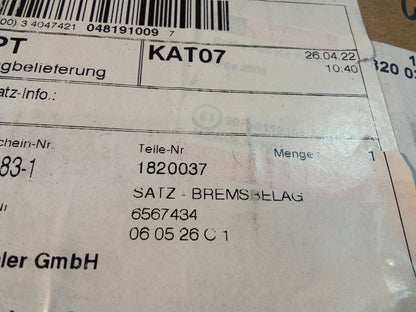 00) 3 4047421 048191009 7
PT KAT07 26.04.22
gbelieferung 10:40
atz-Info.:
chein-Nr. Teile-Nr Menge 1
83-1 1820037
SATZ - BREMSBELAG
6567434
06 05 26 C 1
ler GmbH